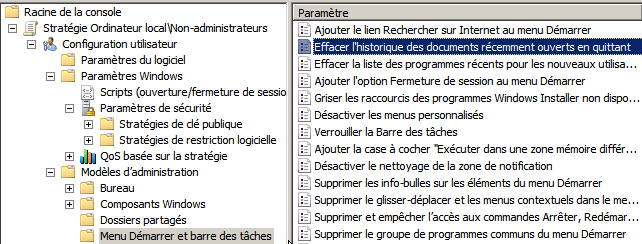 Racine de la console
Stratégie Ordinateur local\Non-administrateurs
Configuration utilisateur
Paramètres du logiciel
Paramètres Windows
Scripts (ouverture/fermeture de sessio
Paramètres de sécurité
Stratégies de clé publique
Stratégies de restriction logicielle
QoS basée sur la stratégie
Modèles d'administration
Bureau
Composants Windows
Dossiers partagés
Menu Démarrer et barre des tâches
Paramètre
Ajouter le lien Rechercher sur Internet au menu Démarrer
Effacer l'historique des documents récemment ouverts en quittant
Effacer la liste des programmes récents pour les nouveaux utilisa...
Ajouter l'option Fermeture de session au menu Démarrer
Griser les raccourcis des programmes Windows Installer non dispo...
Désactiver les menus personnalisés
Verrouiller la Barre des tâches
Ajouter la case à cocher "Exécuter dans une zone mémoire différ...
Désactiver le nettoyage de la zone de notification
Supprimer les info-bulles sur les éléments du menu Démarrer
Supprimer le glisser-déplacer et les menus contextuels dans le me...
Supprimer et empêcher l'accès aux commandes Arrêter, Redémar...
Supprimer le groupe de programmes communs du menu Démarrer